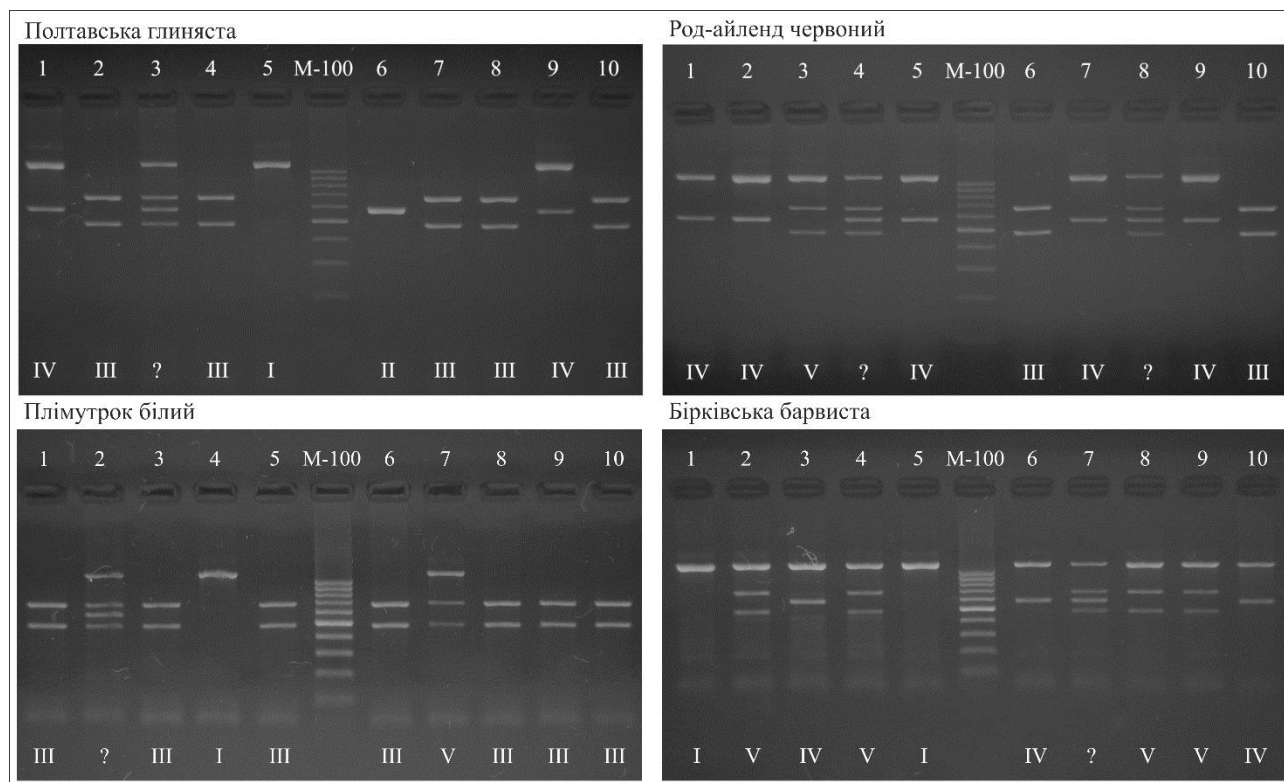 Полтавська глиняста
1 2 3 4 5 М-100 6 7 8 9 10
IV III ? III I II III III IV III
Род-айленд червоний
1 2 3 4 5 М-100 6 7 8 9 10
IV IV V ? IV III IV ? IV III
Плімутрок білий
1 2 3 4 5 М-100 6 7 8 9 10
III ? III I III III V III III III
Бірківська барвиста
1 2 3 4 5 М-100 6 7 8 9 10
I V IV V I IV ? V V IV